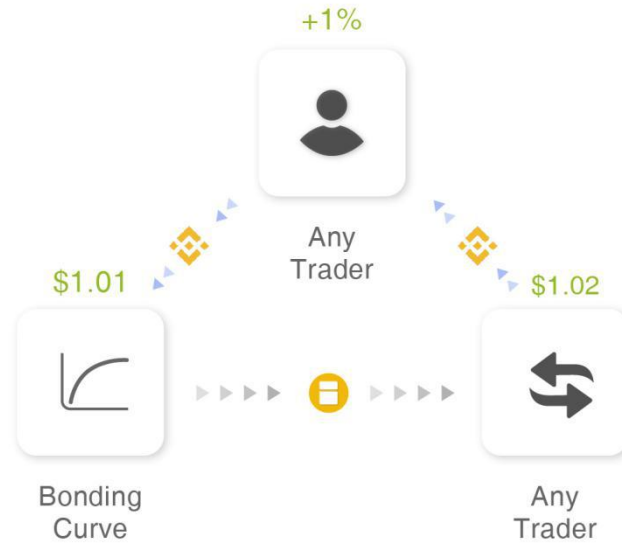 +1%
Any
Trader
$1.01
$1.02
Bonding
Curve
Any
Trader